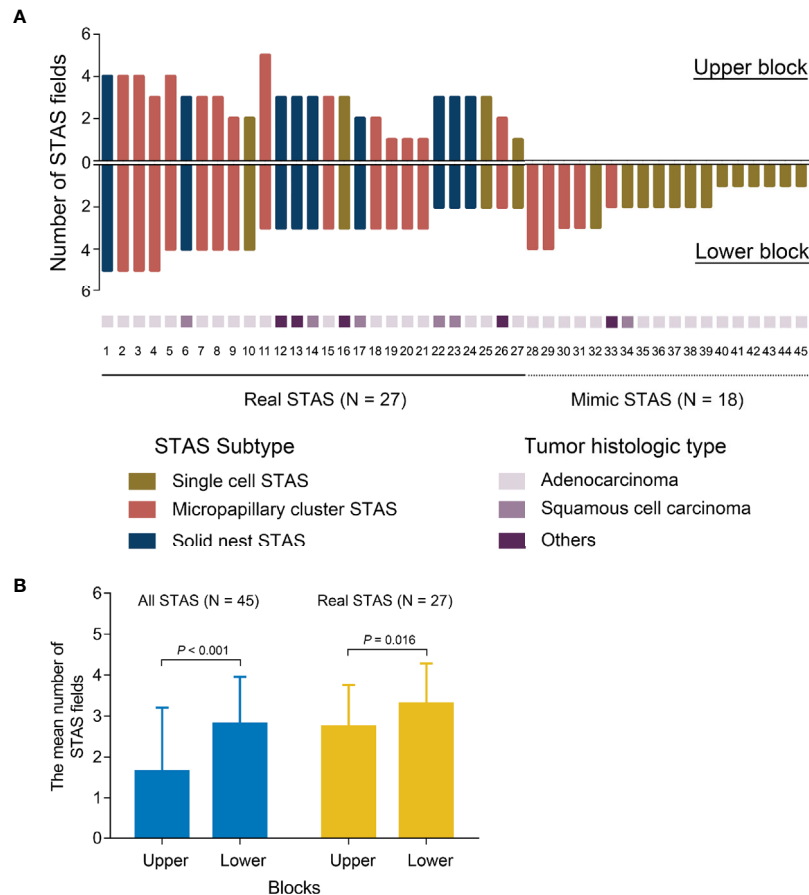 A
Number of STAS fields
6
4
2
0
2
4
6
Upper block
Lower block
1 2 3 4 5 6 7 8 9 10 11 12 13 14 15 16 17 18 19 20 21 22 23 24 25 26 27 28 29 30 31 32 33 34 35 36 37 38 39 40 41 42 43 44 45
Real STAS (N = 27) Mimic STAS (N = 18)
STAS Subtype
Single cell STAS
Micropapillary cluster STAS
Solid nest STAS
Tumor histologic type
Adenocarcinoma
Squamous cell carcinoma
Others
B
The mean number of
STAS fields
6
5
4
3
2
1
0
All STAS (N = 45) Real STAS (N = 27)
P < 0.001 P = 0.016
Upper Lower Upper Lower
Blocks